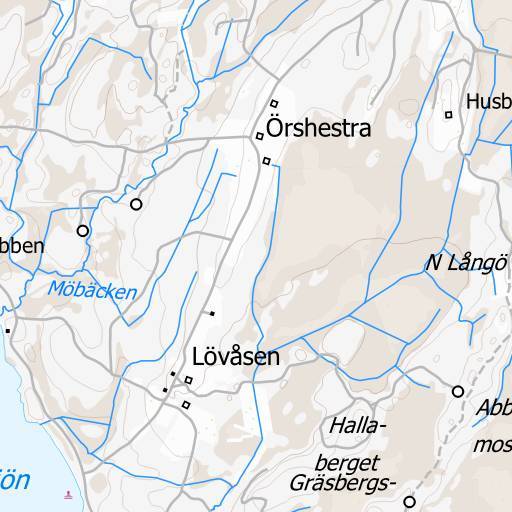 Husb
Örshestra
bben
N Långö
Möbäcken
Lövåsen
Halla-
berget
Abb
mos
Gräsbergs-
ön